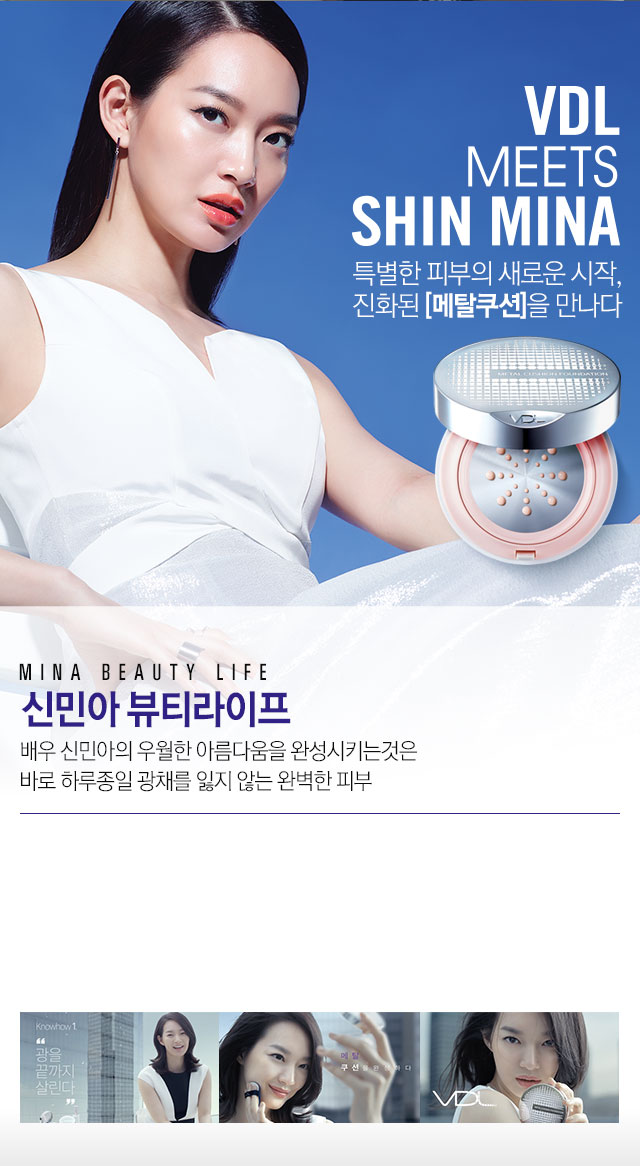 VDL
MEETS
SHIN MINA
특별한 피부의 새로운 시작,
진화된 [메탈쿠션]을 만나다
METAL CUSHION FOUNDATION
VDL
MINA BEAUTY LIFE
신민아 뷰티라이프
배우 신민아의 우월한 아름다움을 완성시키는것은
바로 하루종일 광채를 잃지 않는 완벽한 피부
Knowhow 1.
“
광을
끝까지
살린다
”
메탈
쿠션을완성하다
VDL